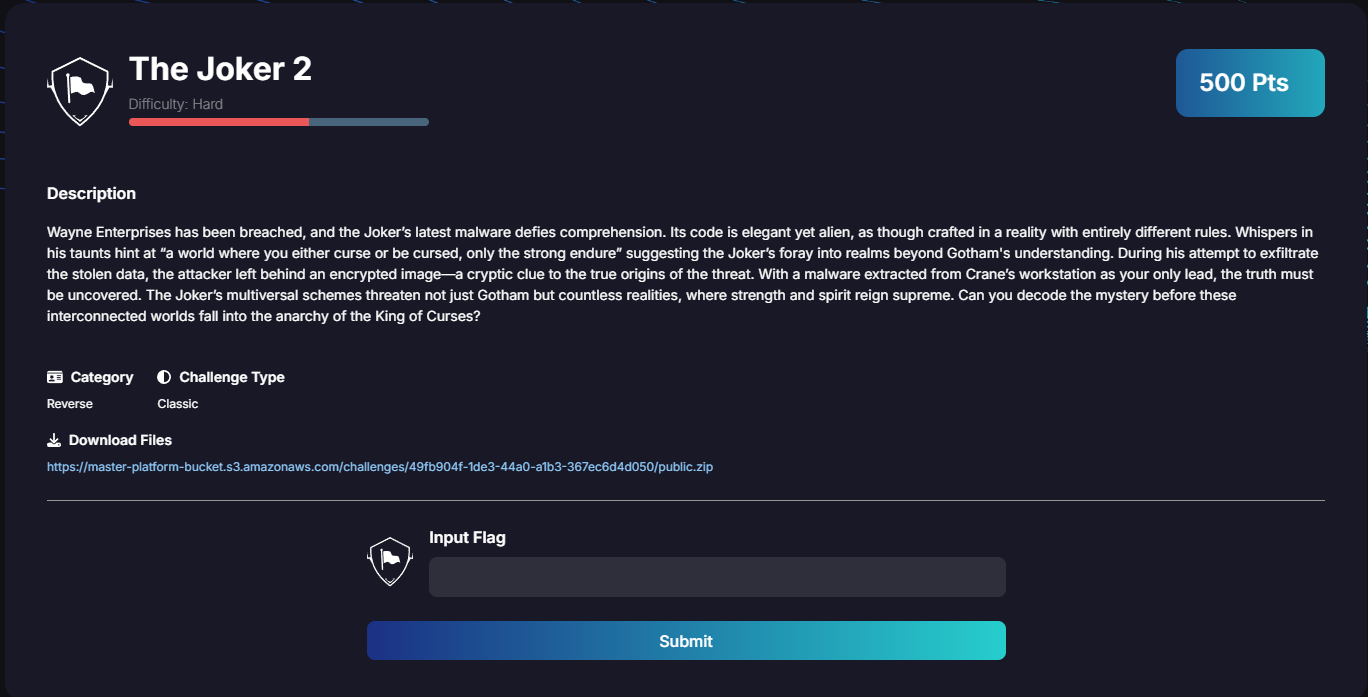 The Joker 2
Difficulty: Hard
500 Pts
Description
Wayne Enterprises has been breached, and the Joker’s latest malware defies comprehension. Its code is elegant yet alien, as though crafted in a reality with entirely different rules. Whispers in
his taunts hint at “a world where you either curse or be cursed, only the strong endure” suggesting the Joker’s foray into realms beyond Gotham's understanding. During his attempt to exfiltrate
the stolen data, the attacker left behind an encrypted image—a cryptic clue to the true origins of the threat. With a malware extracted from Crane’s workstation as your only lead, the truth must
be uncovered. The Joker’s multiversal schemes threaten not just Gotham but countless realities, where strength and spirit reign supreme. Can you decode the mystery before these
interconnected worlds fall into the anarchy of the King of Curses?
Category
Challenge Type
Reverse
Classic
Download Files
https://master-platform-bucket.s3.amazonaws.com/challenges/49fb904f-1de3-44a0-a1b3-367ec6d4d050/public.zip
Input Flag
Submit